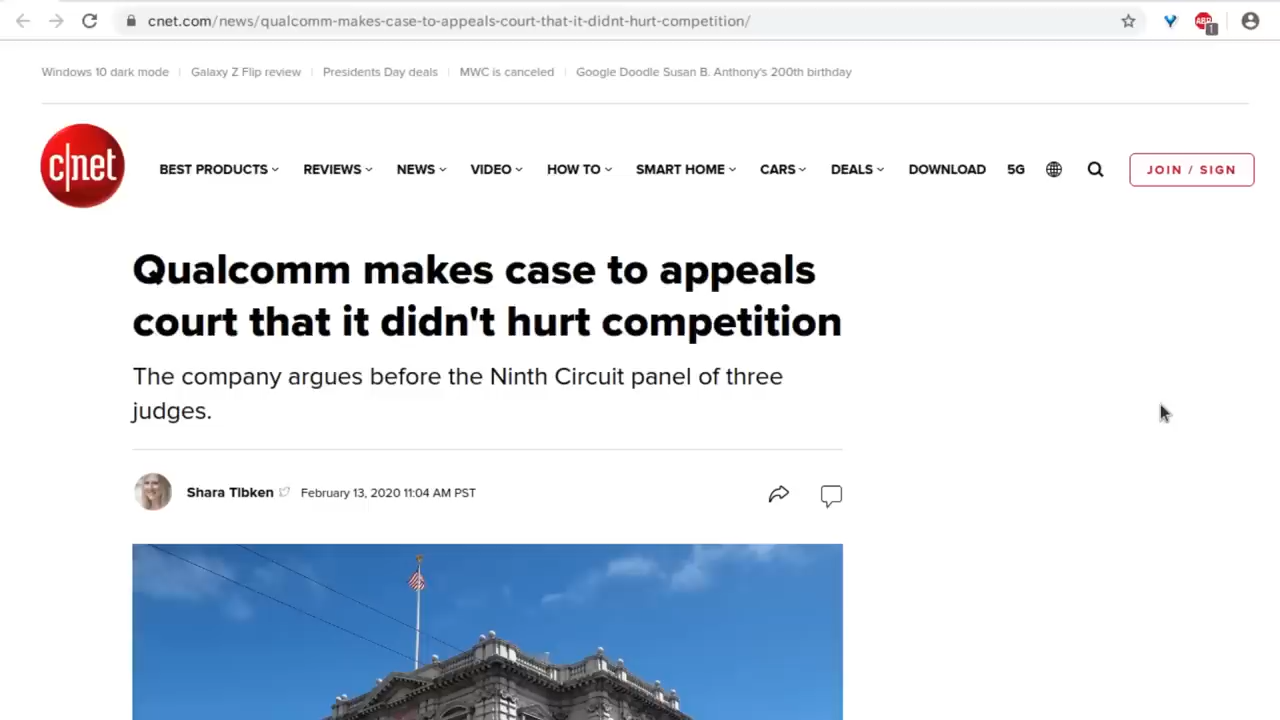 cnet.com/news/qualcomm-makes-case-to-appeals-court-that-it-didnt-hurt-competition/
ABP
1
Windows 10 dark mode Galaxy Z Flip review Presidents Day deals MWC is canceled Google Doodle Susan B. Anthony's 200th birthday
c|net
BEST PRODUCTS REVIEWS NEWS VIDEO HOW TO SMART HOME CARS DEALS DOWNLOAD 5G JOIN / SIGN
Qualcomm makes case to appeals
court that it didn't hurt competition
The company argues before the Ninth Circuit panel of three
judges.
Shara Tibken February 13, 2020 11:04 AM PST